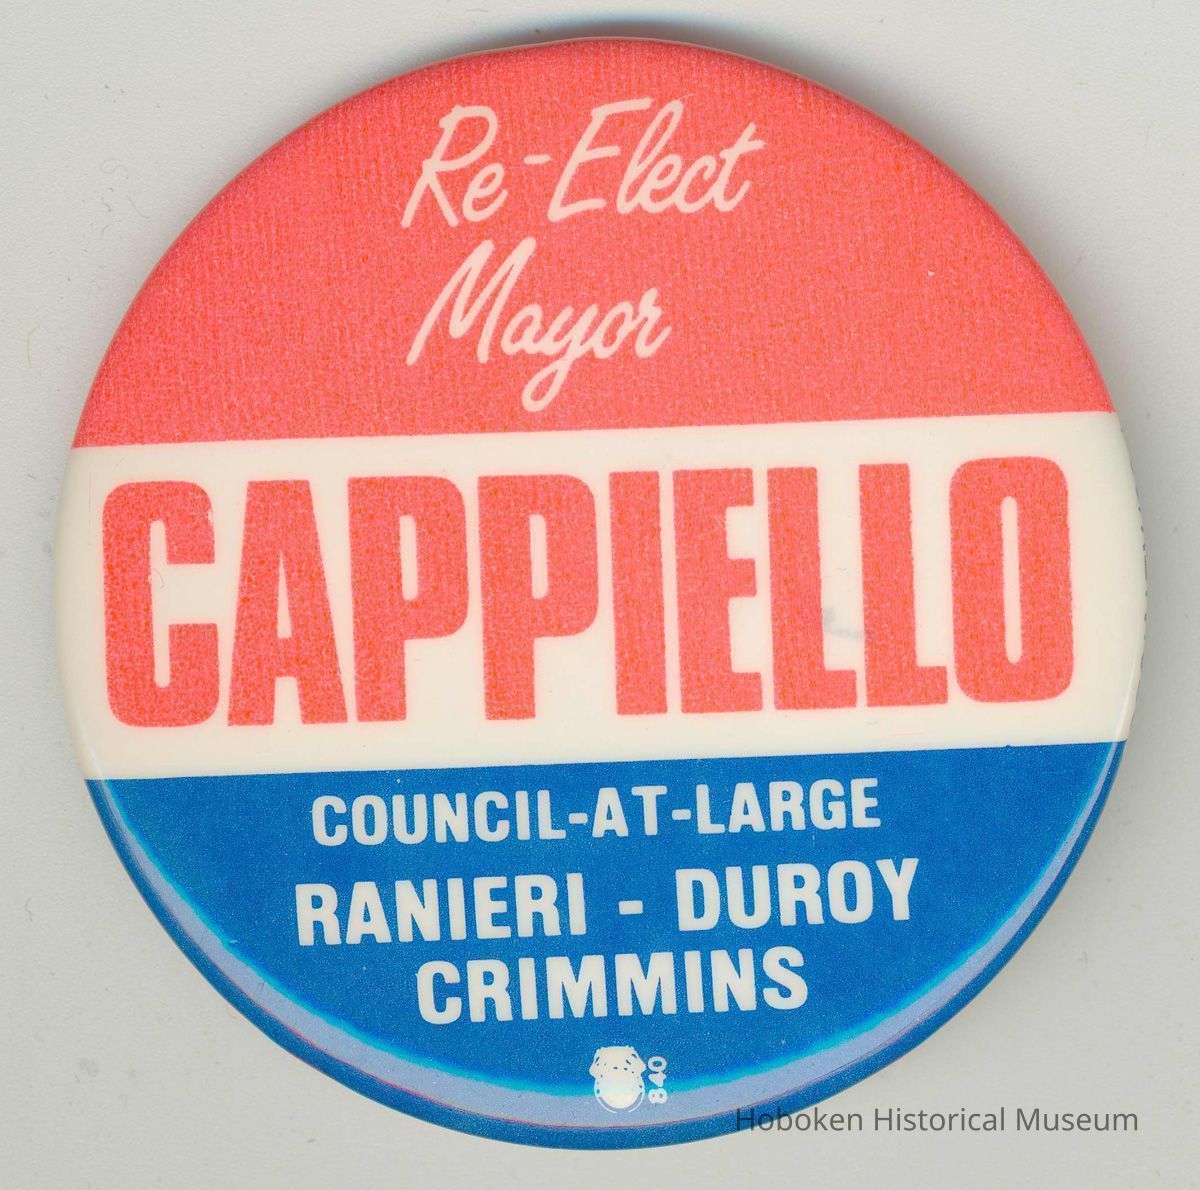 Re-Elect
Mayor
CAPPIELLO
COUNCIL-AT-LARGE
RANIERI - DUROY
CRIMMINS
840
Hoboken Historical Museum